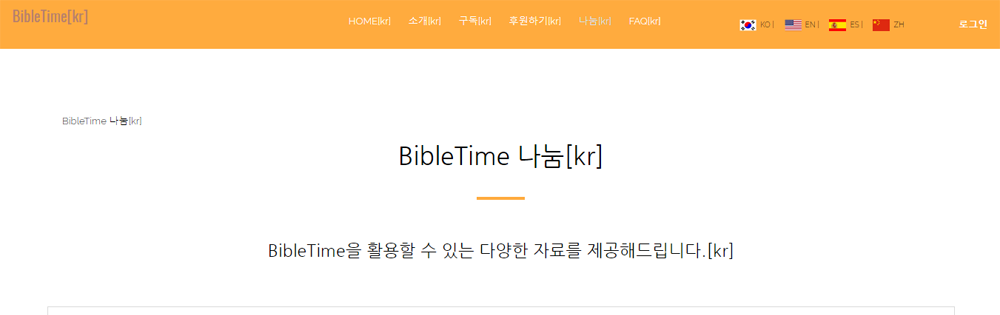 BibleTime[kr] HOME[kr] 소개[kr] 구독[kr] 후원하기[kr] 나눔[kr] FAQ[kr] KO | EN | ES | ZH 로그인
BibleTime 나눔[kr]
BibleTime 나눔[kr]
BibleTime을 활용할 수 있는 다양한 자료를 제공해드립니다.[kr]